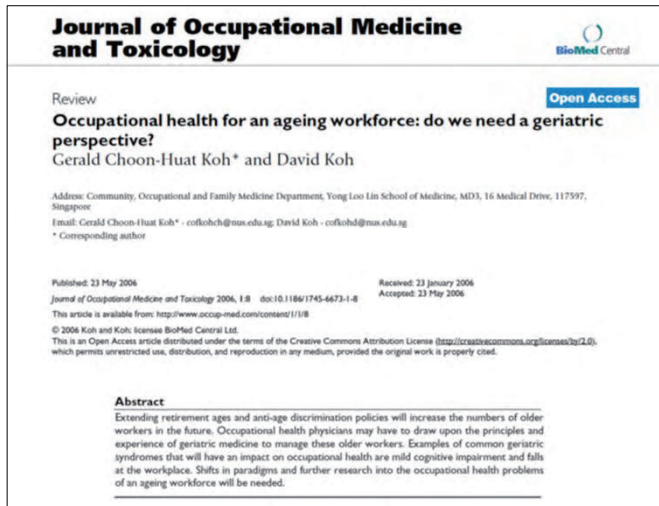 Journal of Occupational Medicine
and Toxicology
BioMed Central
Review
Open Access
Occupational health for an ageing workforce: do we need a geriatric
perspective?
Gerald Choon-Huat Koh* and David Koh
Address: Community, Occupational and Family Medicine Department, Yong Loo Lin School of Medicine, MD3, 16 Medical Drive, 117597,
Singapore
Email: Gerald Choon-Huat Koh* - cofkohch@nus.edu.sg; David Koh - cofkohd@nus.edu.sg
* Corresponding author
Published: 23 May 2006
Received: 23 January 2006
Journal of Occupational Medicine and Toxicology 2006, 1:8 doi:10.1186/1745-6673-1-8
Accepted: 23 May 2006
This article is available from: http://www.occup-med.com/content/1/1/8
© 2006 Koh and Koh; licensee BioMed Central Ltd.
This is an Open Access article distributed under the terms of the Creative Commons Attribution License (http://creativecommons.org/licenses/by/2.0),
which permits unrestricted use, distribution, and reproduction in any medium, provided the original work is properly cited.
Abstract
Extending retirement ages and anti-age discrimination policies will increase the numbers of older
workers in the future. Occupational health physicians may have to draw upon the principles and
experience of geriatric medicine to manage these older workers. Examples of common geriatric
syndromes that will have an impact on occupational health are mild cognitive impairment and falls
at the workplace. Shifts in paradigms and further research into the occupational health problems
of an ageing workforce will be needed.